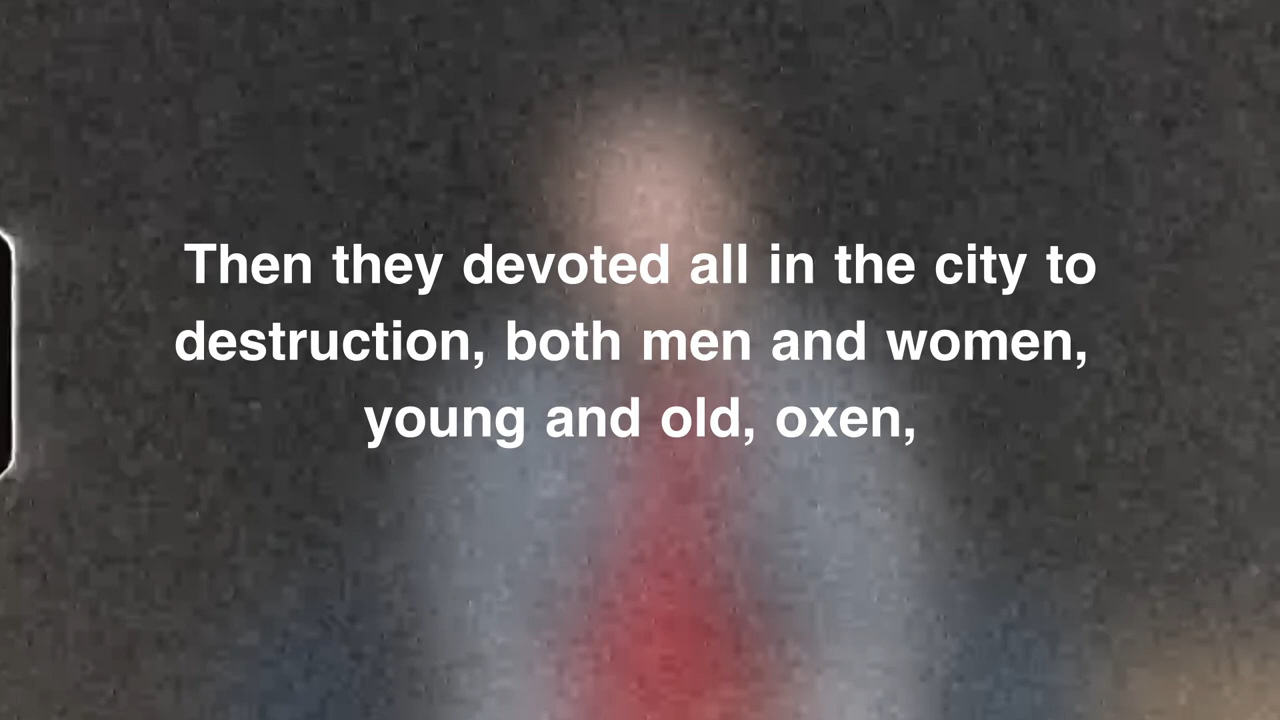 Then they devoted all in the city to
destruction, both men and women,
young and old, oxen,